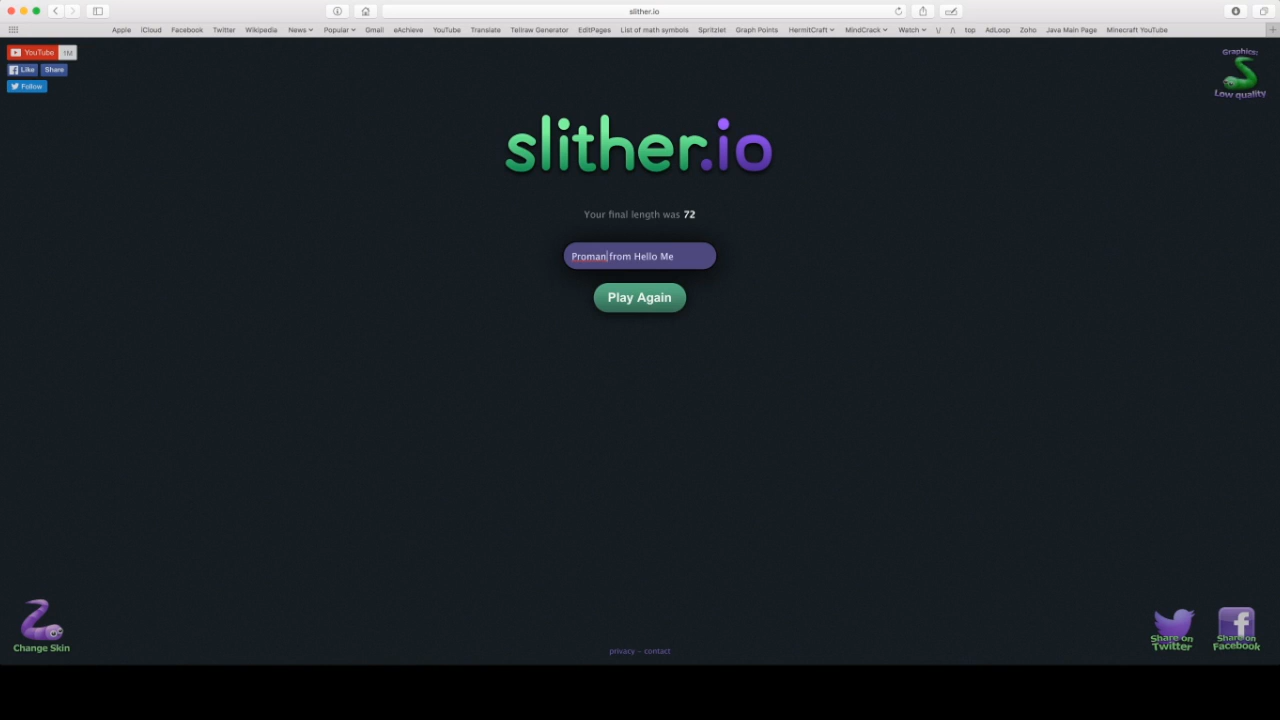 slither.io
Apple iCloud Facebook Twitter Wikipedia News Popular Gmail eAchieve YouTube Translate Tellraw Generator EditPages List of math symbols Spritzlet Graph Points HermitCraft MindCrack Watch \/ /\ top AdLoop Zoho Java Main Page Minecraft YouTube
YouTube 1M
Like Share
Follow
Graphics:
Low quality
slither.io
Your final length was 72
Proman from Hello Me
Play Again
Change Skin
privacy - contact
Share on
Twitter
Share on
Facebook